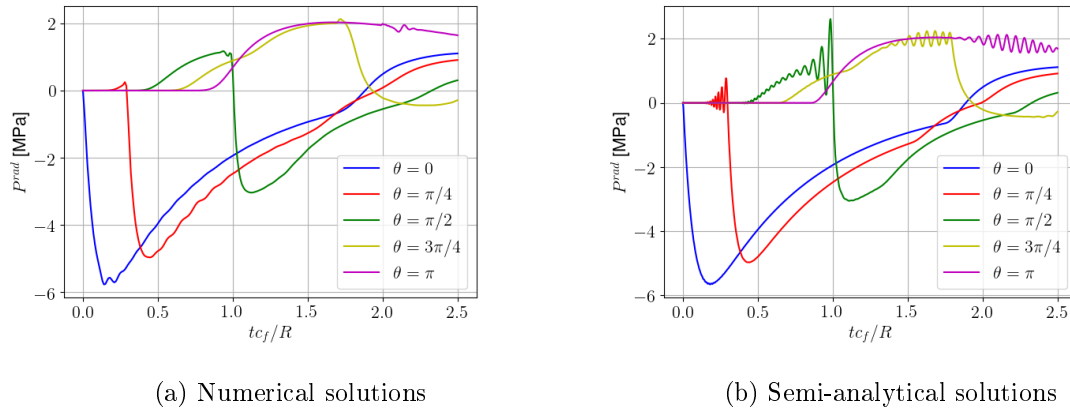 2
0
−2
−4
−6
P^{rad} [MPa]
θ = 0
θ = π/4
θ = π/2
θ = 3π/4
θ = π
0.0 0.5 1.0 1.5 2.0 2.5
tc_f/R
(a) Numerical solutions
2
0
−2
−4
−6
P^{rad} [MPa]
θ = 0
θ = π/4
θ = π/2
θ = 3π/4
θ = π
0.0 0.5 1.0 1.5 2.0 2.5
tc_f/R
(b) Semi-analytical solutions